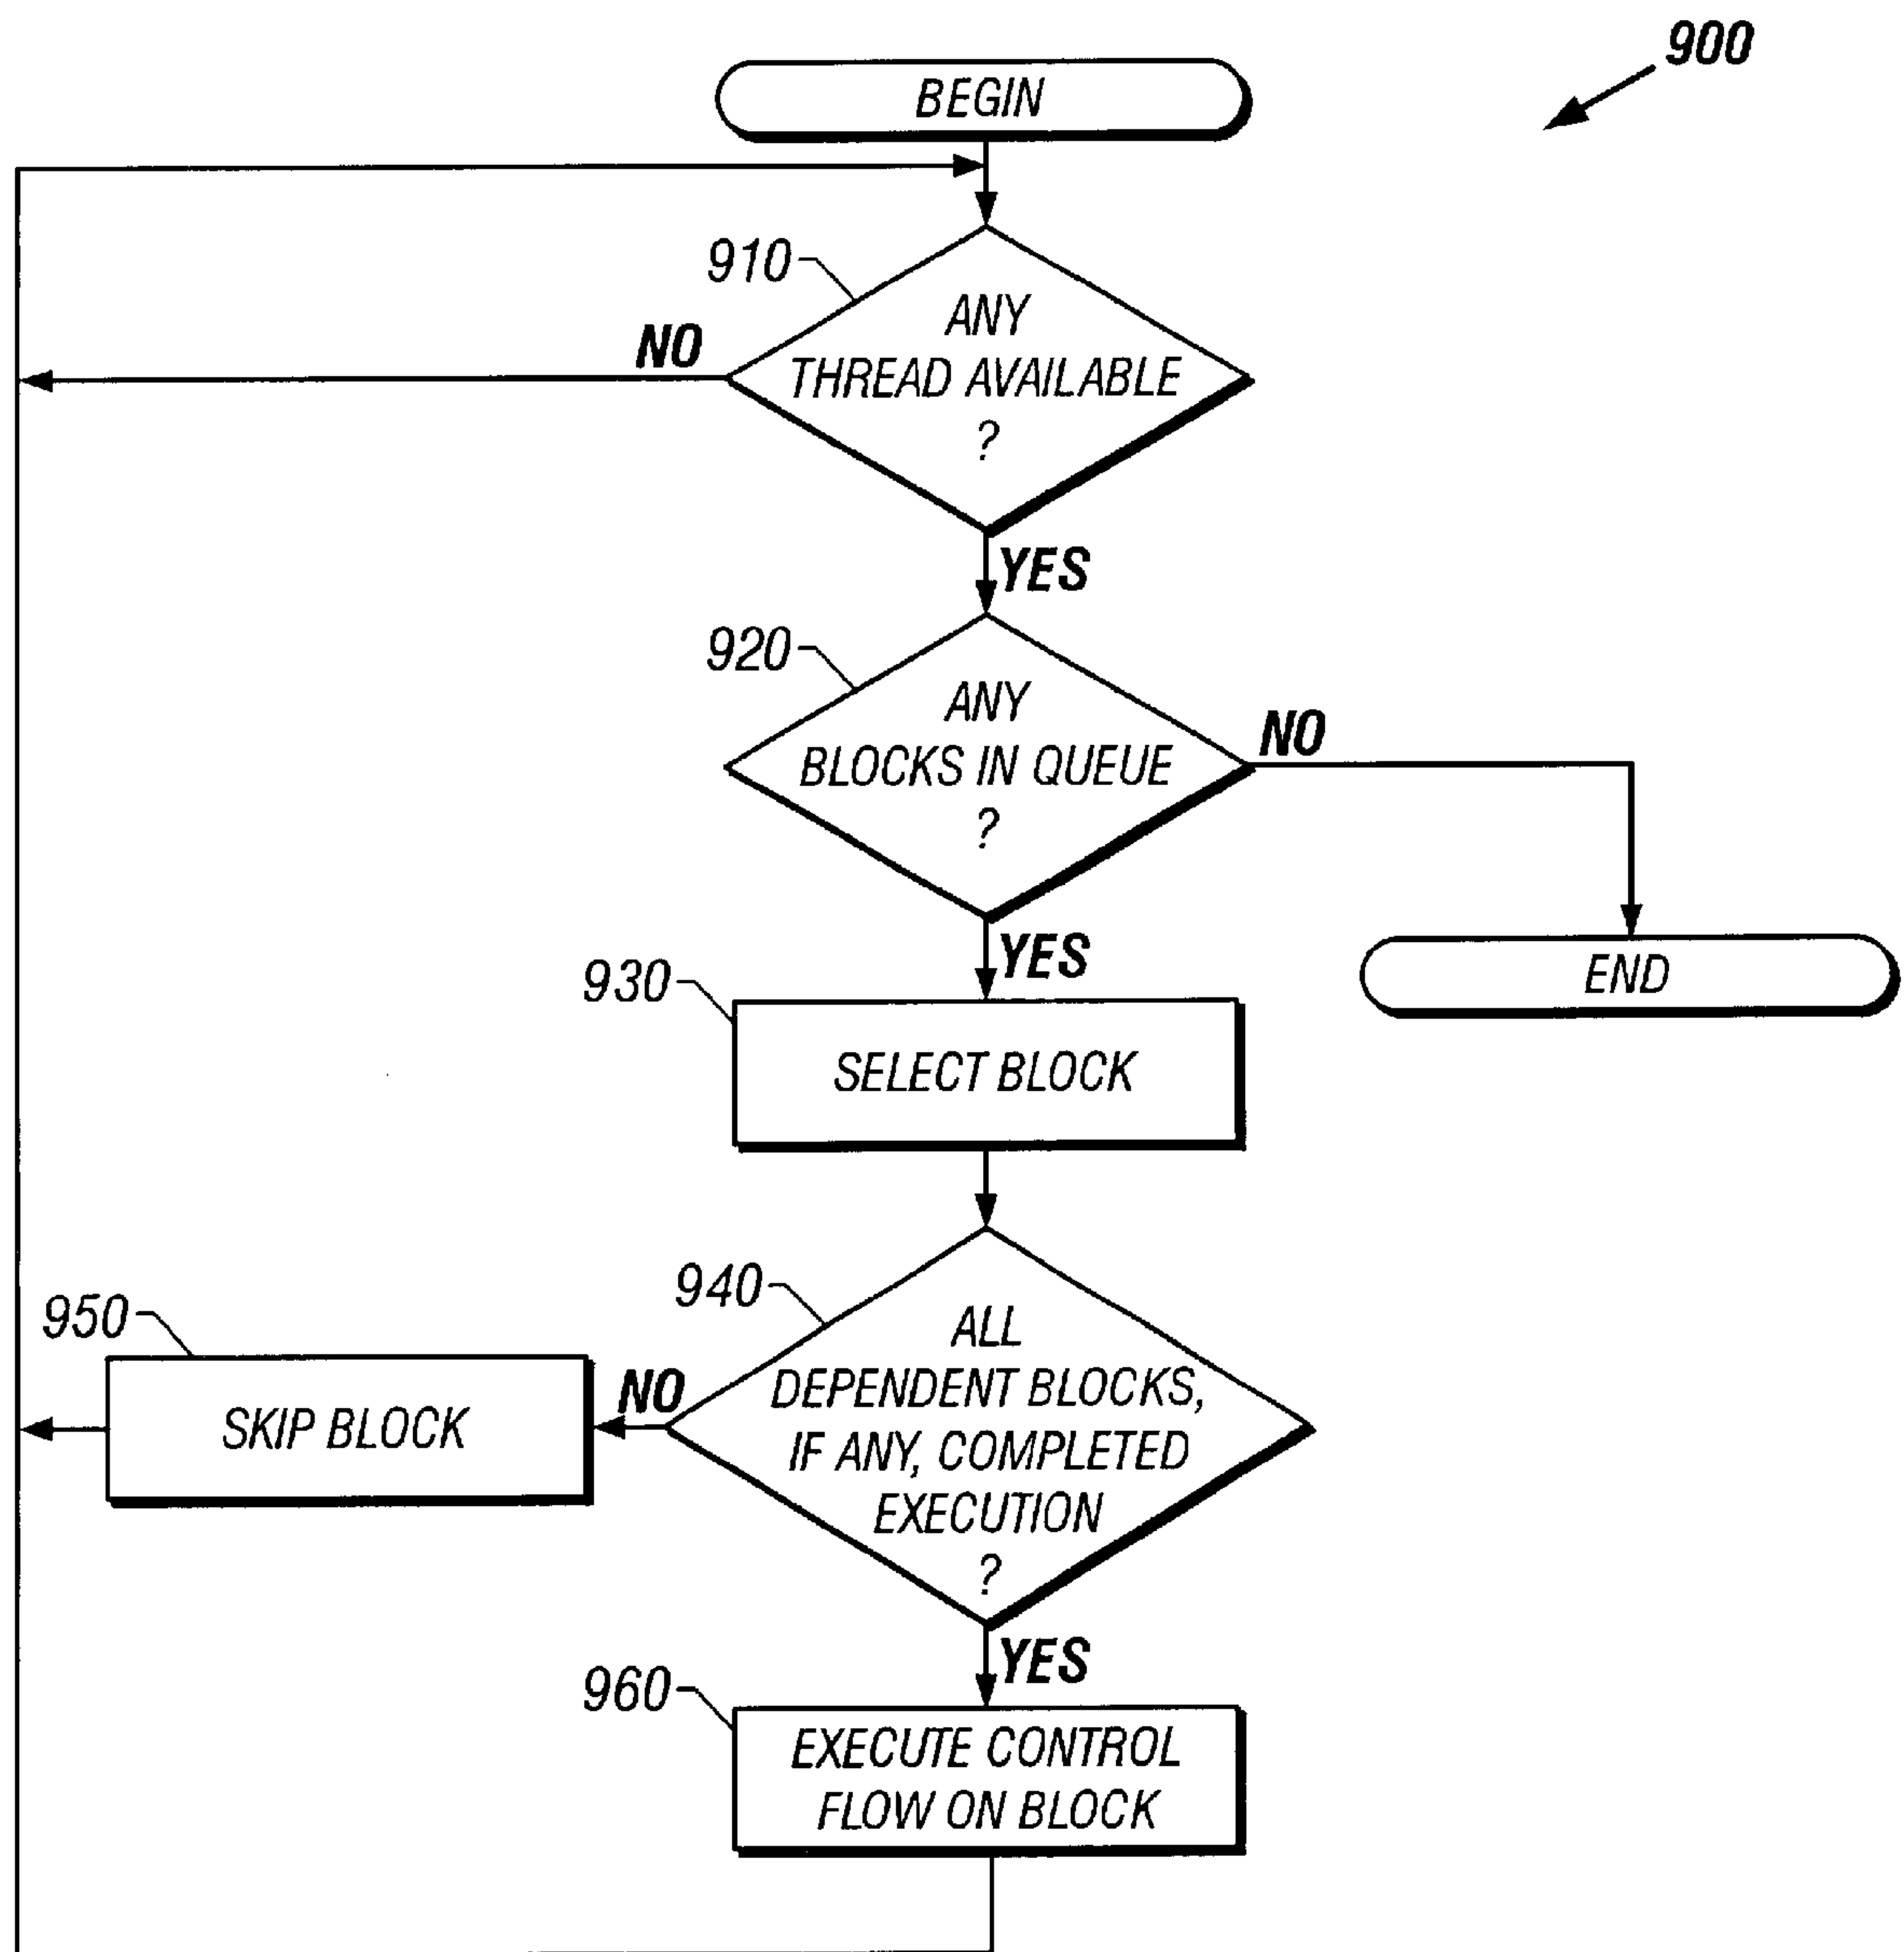 900
BEGIN
910
ANY
THREAD AVAILABLE
?
NO
YES
920
ANY
BLOCKS IN QUEUE
?
NO
YES
END
930
SELECT BLOCK
940
ALL
DEPENDENT BLOCKS,
IF ANY, COMPLETED
EXECUTION
?
NO
950
SKIP BLOCK
YES
960
EXECUTE CONTROL
FLOW ON BLOCK